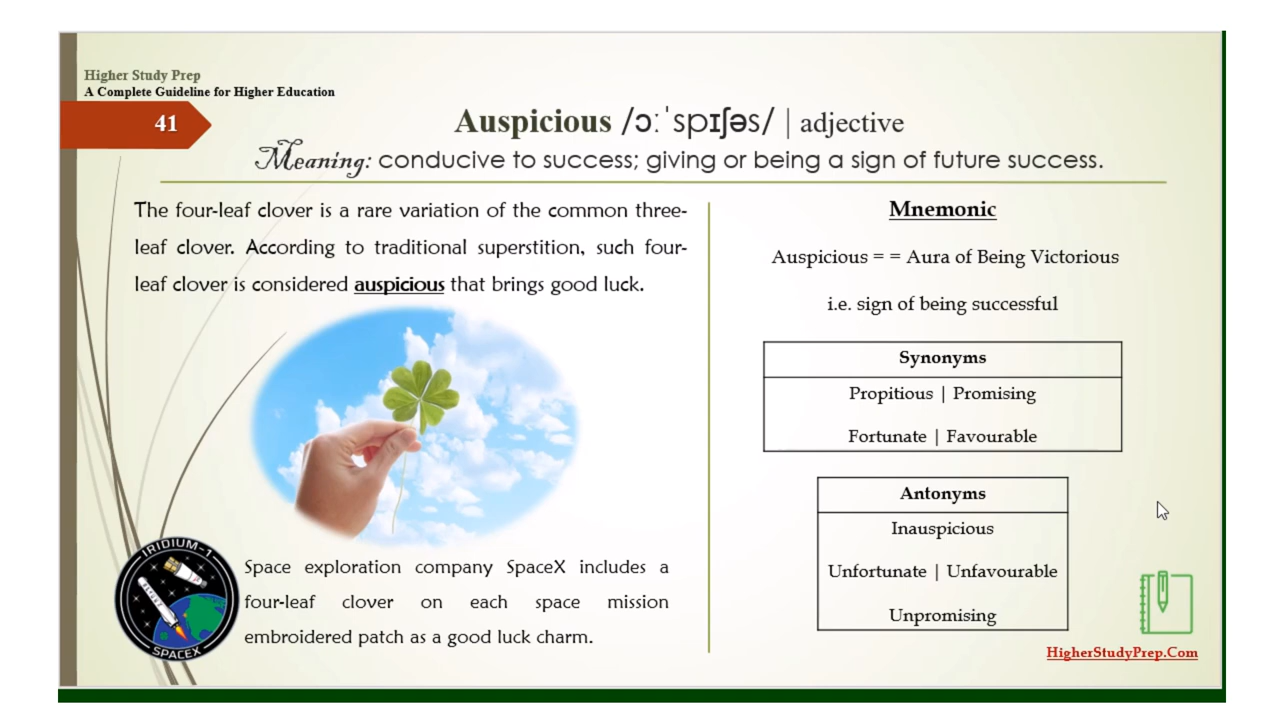 Higher Study Prep
A Complete Guideline for Higher Education
41
Auspicious /ɔːˈspɪʃəs/ | adjective
Meaning: conducive to success; giving or being a sign of future success.
The four-leaf clover is a rare variation of the common three-
leaf clover. According to traditional superstition, such four-
leaf clover is considered auspicious that brings good luck.
IRIDIUM-1
SPACEX
Space exploration company SpaceX includes a
four-leaf clover on each space mission
embroidered patch as a good luck charm.
Mnemonic
Auspicious = = Aura of Being Victorious
i.e. sign of being successful
Synonyms
Propitious | Promising
Fortunate | Favourable
Antonyms
Inauspicious
Unfortunate | Unfavourable
Unpromising
HigherStudyPrep.Com